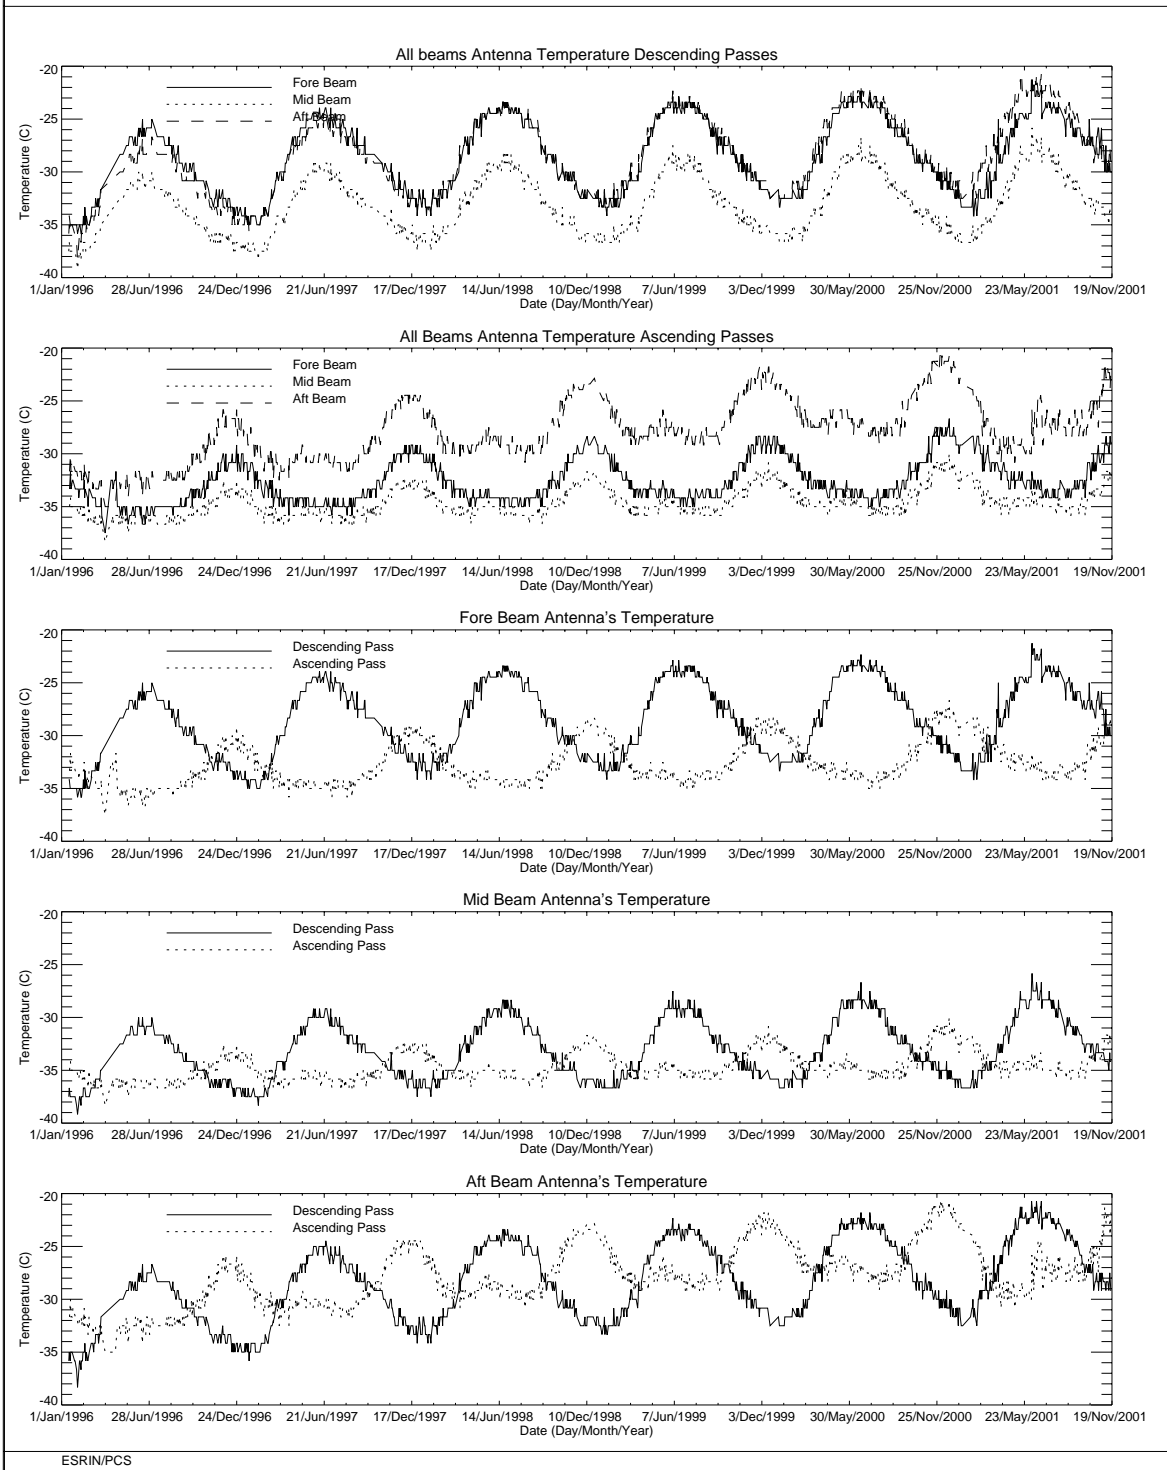 All beams Antenna Temperature Descending Passes
-20
-25
-30
-35
-40
Temperature (C)
Fore Beam
Mid Beam
Aft Beam
1/Jan/1996 28/Jun/1996 24/Dec/1996 21/Jun/1997 17/Dec/1997 14/Jun/1998 10/Dec/1998 7/Jun/1999 3/Dec/1999 30/May/2000 25/Nov/2000 23/May/2001 19/Nov/2001
Date (Day/Month/Year)
All Beams Antenna Temperature Ascending Passes
-20
-25
-30
-35
-40
Temperature (C)
Fore Beam
Mid Beam
Aft Beam
1/Jan/1996 28/Jun/1996 24/Dec/1996 21/Jun/1997 17/Dec/1997 14/Jun/1998 10/Dec/1998 7/Jun/1999 3/Dec/1999 30/May/2000 25/Nov/2000 23/May/2001 19/Nov/2001
Date (Day/Month/Year)
Fore Beam Antenna's Temperature
-20
-25
-30
-35
-40
Temperature (C)
Descending Pass
Ascending Pass
1/Jan/1996 28/Jun/1996 24/Dec/1996 21/Jun/1997 17/Dec/1997 14/Jun/1998 10/Dec/1998 7/Jun/1999 3/Dec/1999 30/May/2000 25/Nov/2000 23/May/2001 19/Nov/2001
Date (Day/Month/Year)
Mid Beam Antenna's Temperature
-20
-25
-30
-35
-40
Temperature (C)
Descending Pass
Ascending Pass
1/Jan/1996 28/Jun/1996 24/Dec/1996 21/Jun/1997 17/Dec/1997 14/Jun/1998 10/Dec/1998 7/Jun/1999 3/Dec/1999 30/May/2000 25/Nov/2000 23/May/2001 19/Nov/2001
Date (Day/Month/Year)
Aft Beam Antenna's Temperature
-20
-25
-30
-35
-40
Temperature (C)
Descending Pass
Ascending Pass
1/Jan/1996 28/Jun/1996 24/Dec/1996 21/Jun/1997 17/Dec/1997 14/Jun/1998 10/Dec/1998 7/Jun/1999 3/Dec/1999 30/May/2000 25/Nov/2000 23/May/2001 19/Nov/2001
Date (Day/Month/Year)
ESRIN/PCS